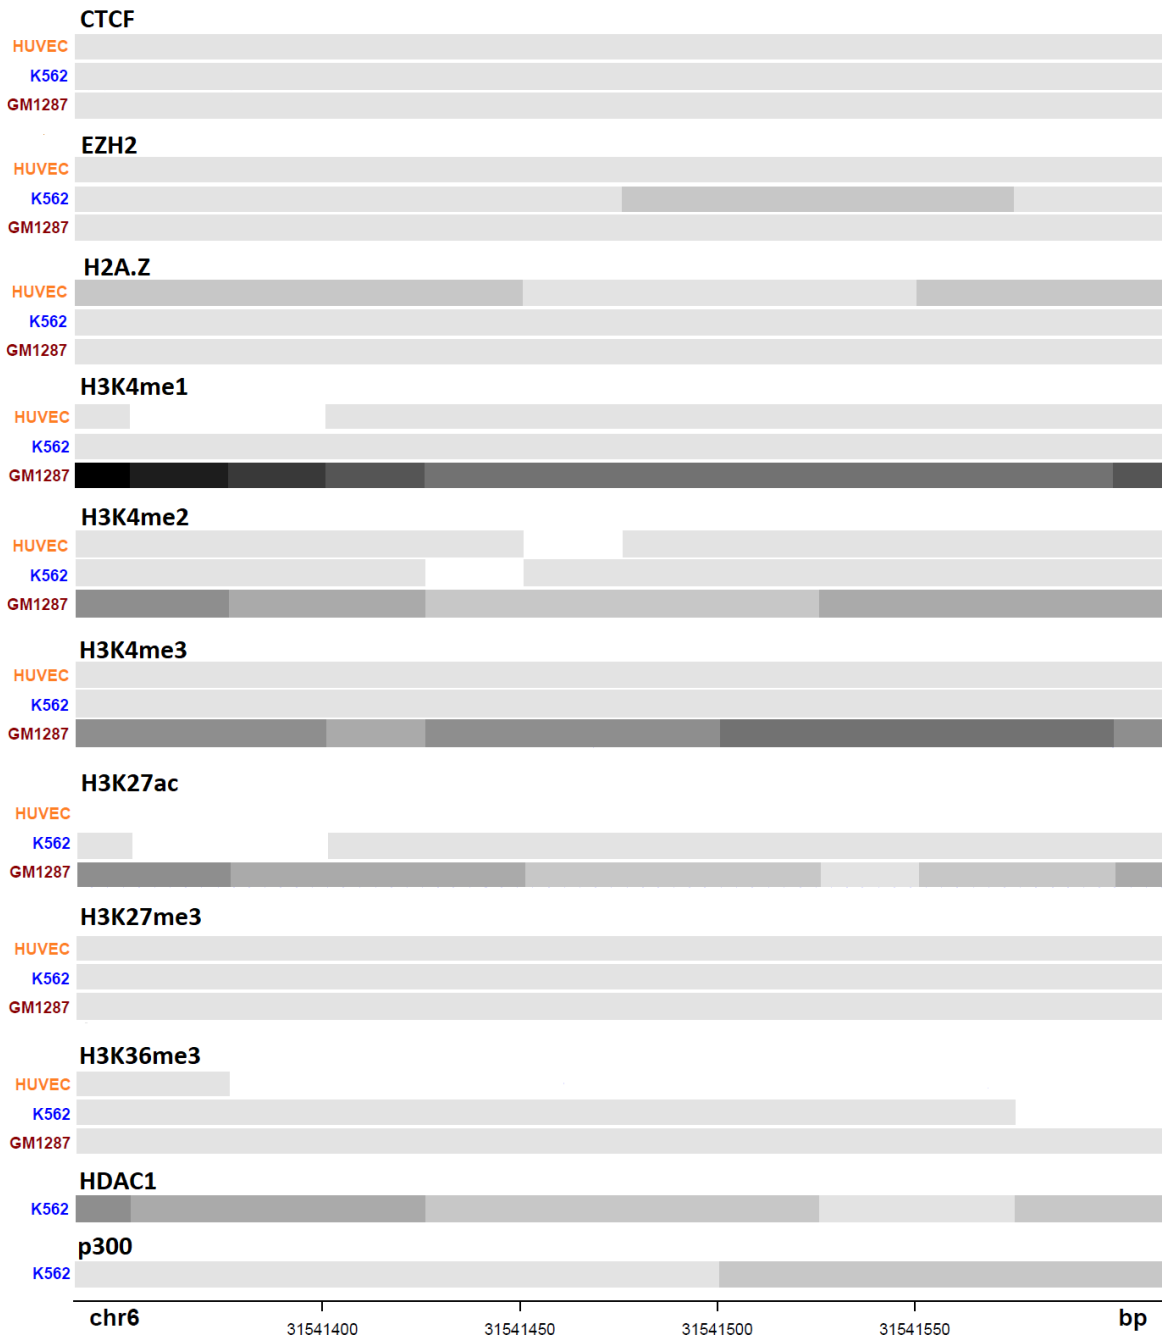 CTCF
HUVEC
K562
GM1287
EZH2
HUVEC
K562
GM1287
H2A.Z
HUVEC
K562
GM1287
H3K4me1
HUVEC
K562
GM1287
H3K4me2
HUVEC
K562
GM1287
H3K4me3
HUVEC
K562
GM1287
H3K27ac
HUVEC
K562
GM1287
H3K27me3
HUVEC
K562
GM1287
H3K36me3
HUVEC
K562
GM1287
HDAC1
K562
p300
K562
chr6 bp
31541400 31541450 31541500 31541550